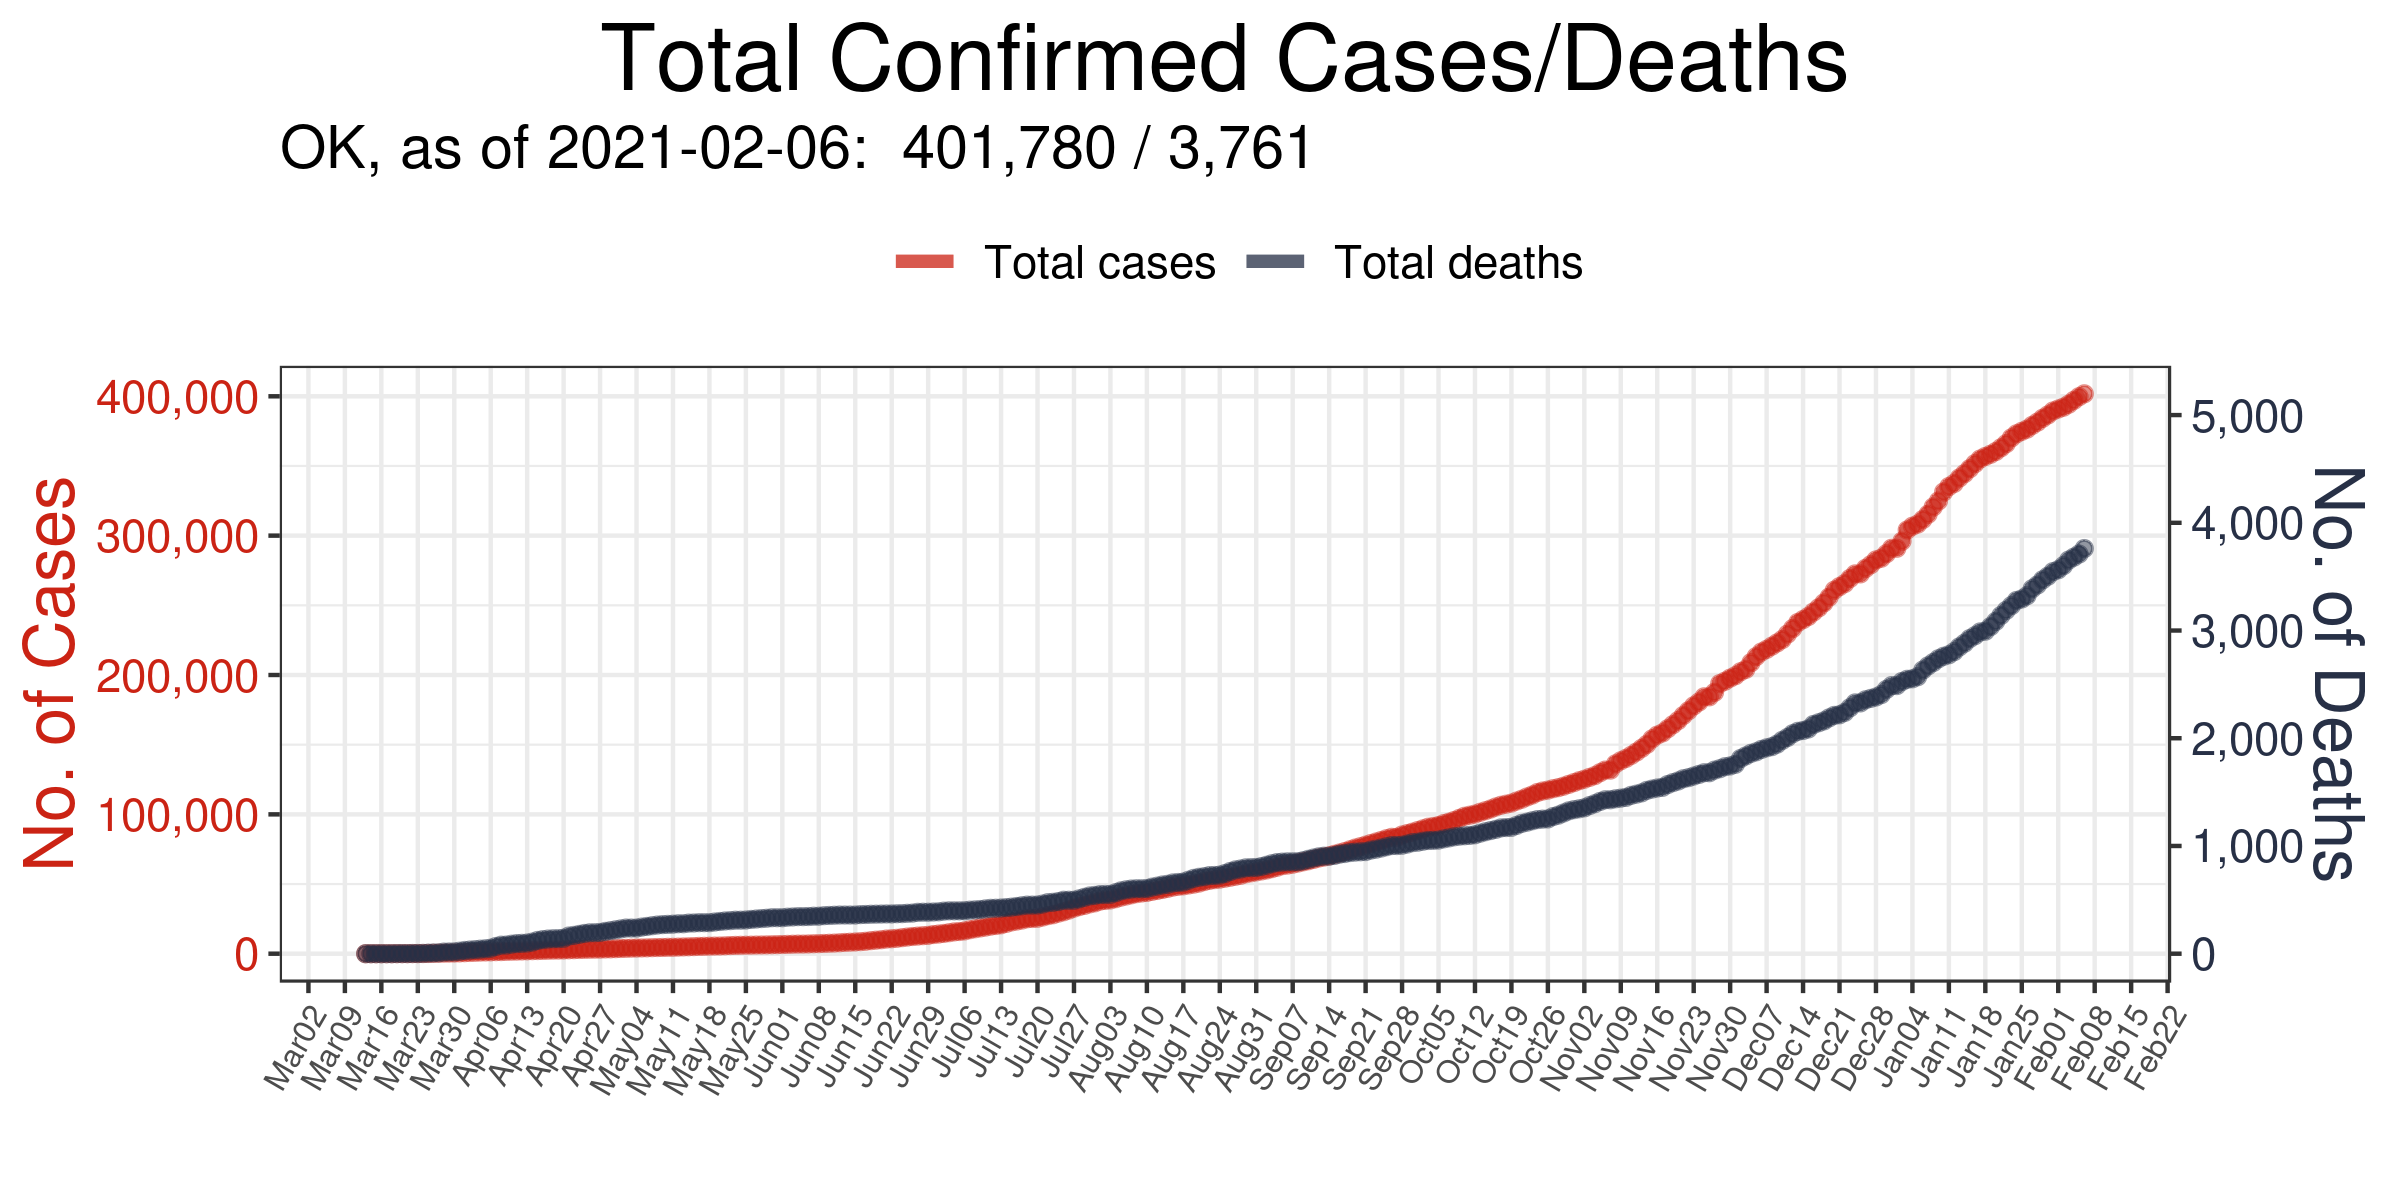 Total Confirmed Cases/Deaths
OK, as of 2021-02-06:  401,780 / 3,761
Total cases
Total deaths
No. of Cases
400,000
300,000
200,000
100,000
0
5,000
4,000
3,000
2,000
1,000
0
No. of Deaths
Mar02
Mar09
Mar16
Mar23
Mar30
Apr06
Apr13
Apr20
Apr27
May04
May11
May18
May25
Jun01
Jun08
Jun15
Jun22
Jun29
Jul06
Jul13
Jul20
Jul27
Aug03
Aug10
Aug17
Aug24
Aug31
Sep07
Sep14
Sep21
Sep28
Oct05
Oct12
Oct19
Oct26
Nov02
Nov09
Nov16
Nov23
Nov30
Dec07
Dec14
Dec21
Dec28
Jan04
Jan11
Jan18
Jan25
Feb01
Feb08
Feb15
Feb22